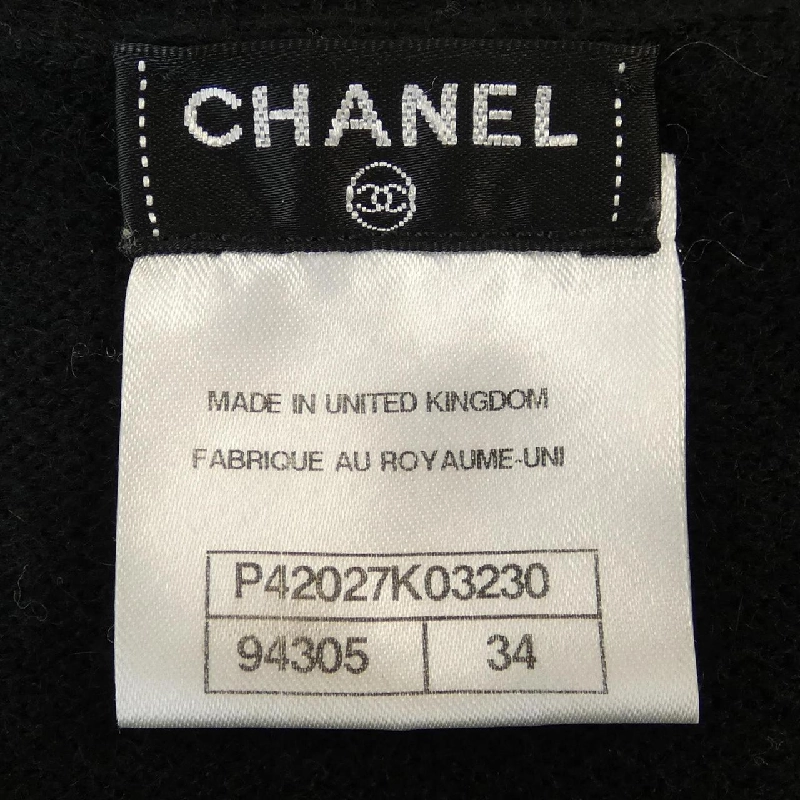 CHANEL
MADE IN UNITED KINGDOM
FABRIQUE AU ROYAUME-UNI
P42027K03230
94305 34